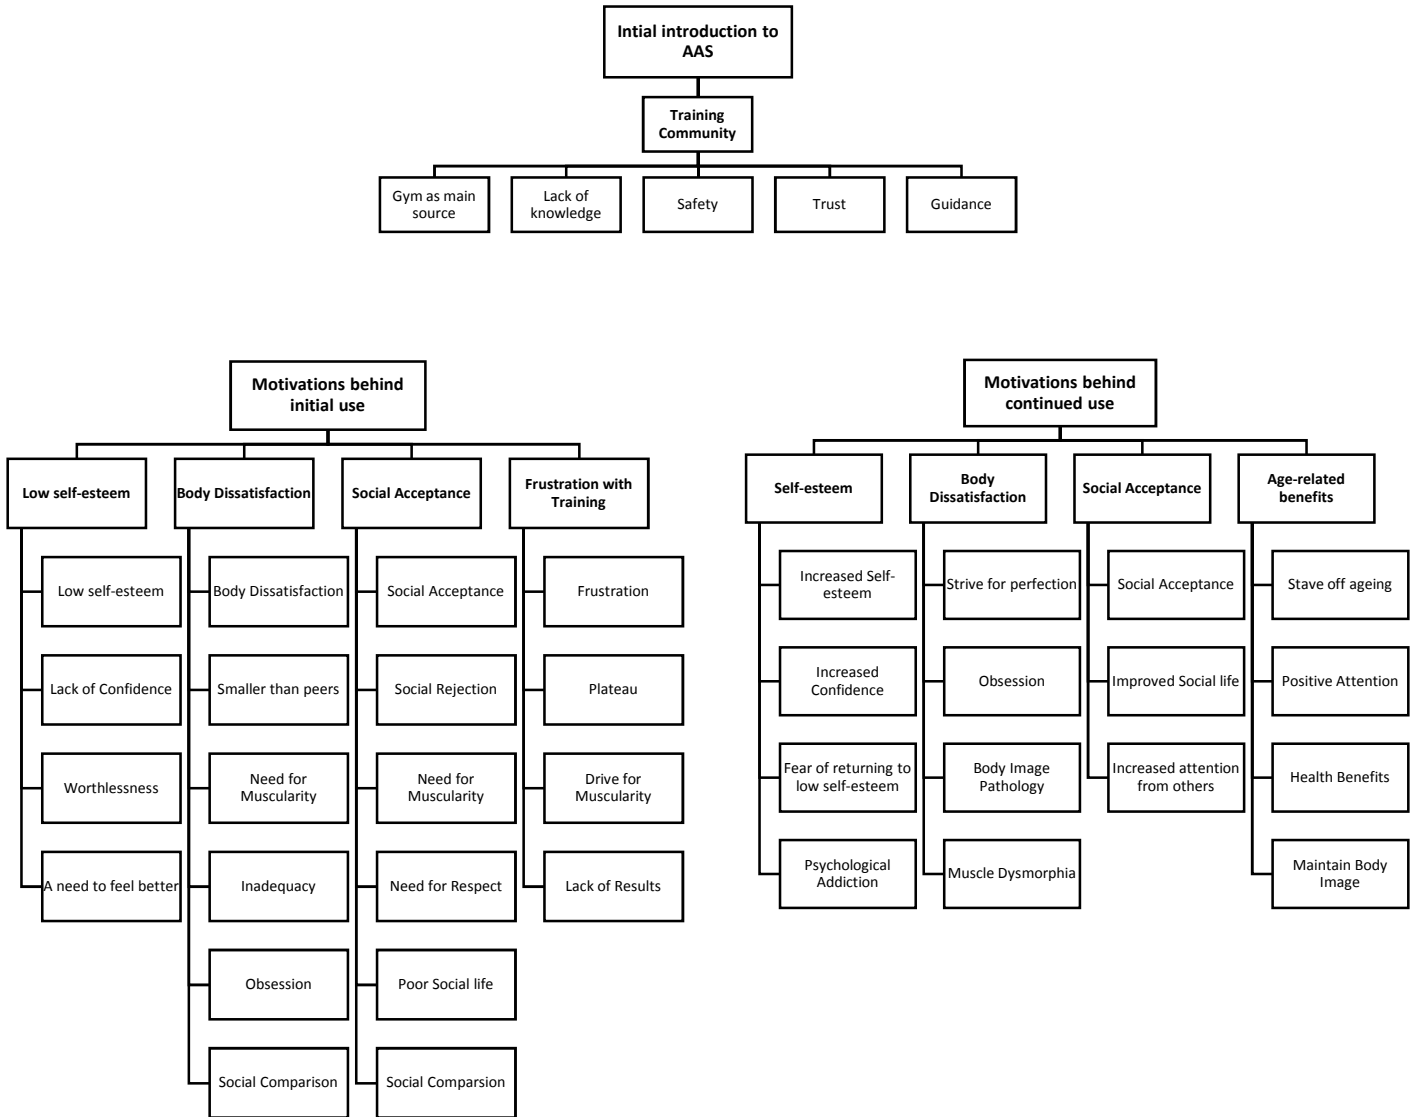 Intial introduction to
AAS
Training
Community
Gym as main
source
Lack of
knowledge
Safety
Trust
Guidance
Motivations behind
initial use
Low self-esteem
Low self-esteem
Lack of Confidence
Worthlessness
A need to feel better
Body Dissatisfaction
Body Dissatisfaction
Smaller than peers
Need for
Muscularity
Inadequacy
Obsession
Social Comparison
Social Acceptance
Social Acceptance
Social Rejection
Need for
Muscularity
Need for Respect
Poor Social life
Social Comparsion
Frustration with
Training
Frustration
Plateau
Drive for
Muscularity
Lack of Results
Motivations behind
continued use
Self-esteem
Increased Self-
esteem
Increased
Confidence
Fear of returning to
low self-esteem
Psychological
Addiction
Body
Dissatisfaction
Strive for perfection
Obsession
Body Image
Pathology
Muscle Dysmorphia
Social Acceptance
Social Acceptance
Improved Social life
Increased attention
from others
Age-related
benefits
Stave off ageing
Positive Attention
Health Benefits
Maintain Body
Image